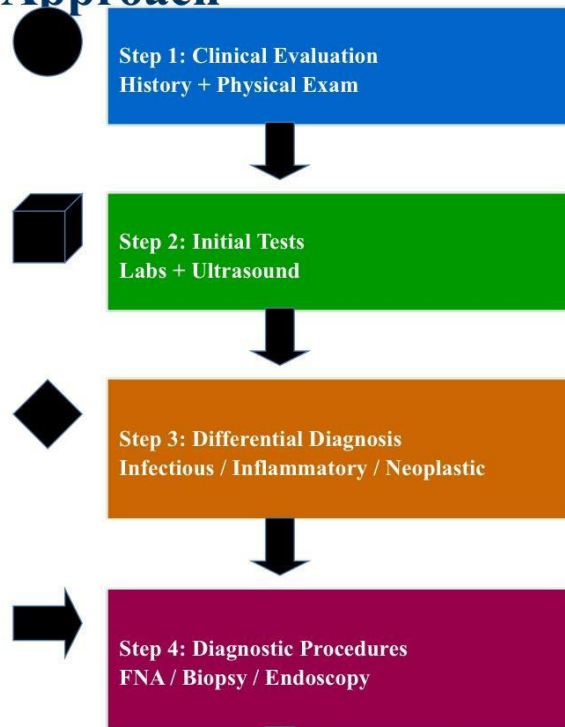 Approach
Step 1: Clinical Evaluation
History + Physical Exam
Step 2: Initial Tests
Labs + Ultrasound
Step 3: Differential Diagnosis
Infectious / Inflammatory / Neoplastic
Step 4: Diagnostic Procedures
FNA / Biopsy / Endoscopy